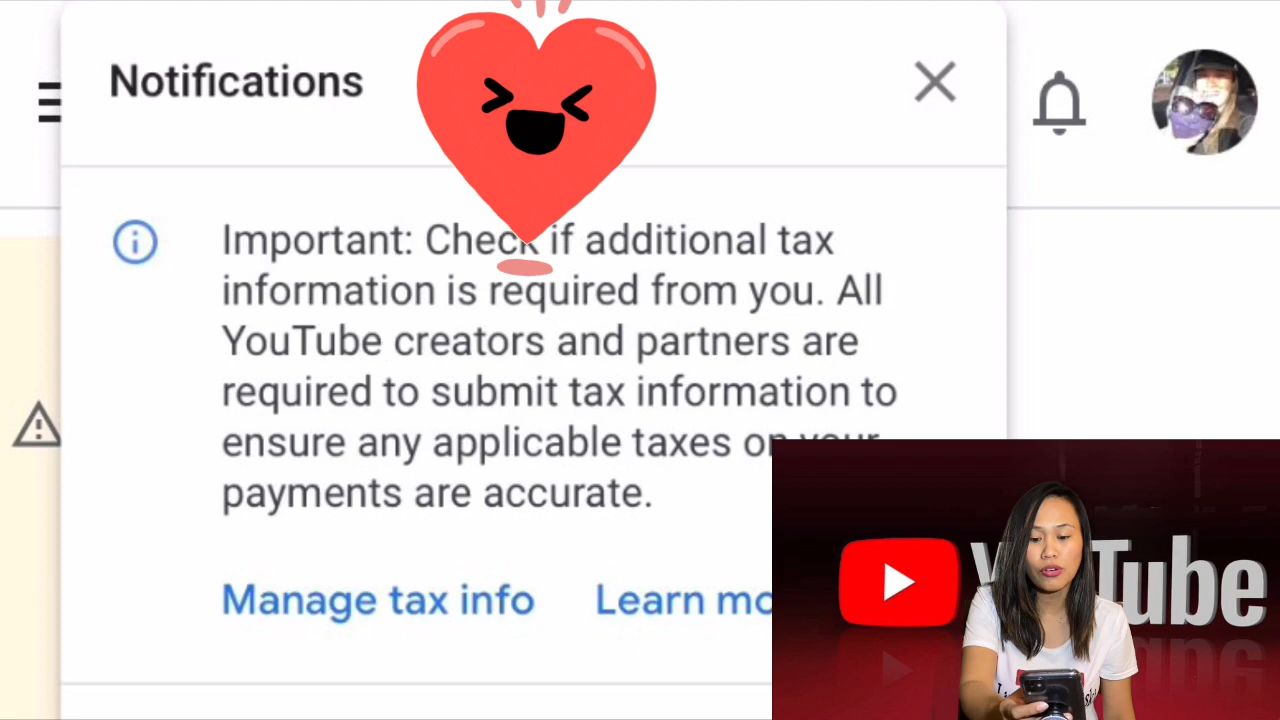 Notifications
Important: Check if additional tax
information is required from you. All
YouTube creators and partners are
required to submit tax information to
ensure any applicable taxes on your
payments are accurate.
Manage tax info Learn mo
YouTube